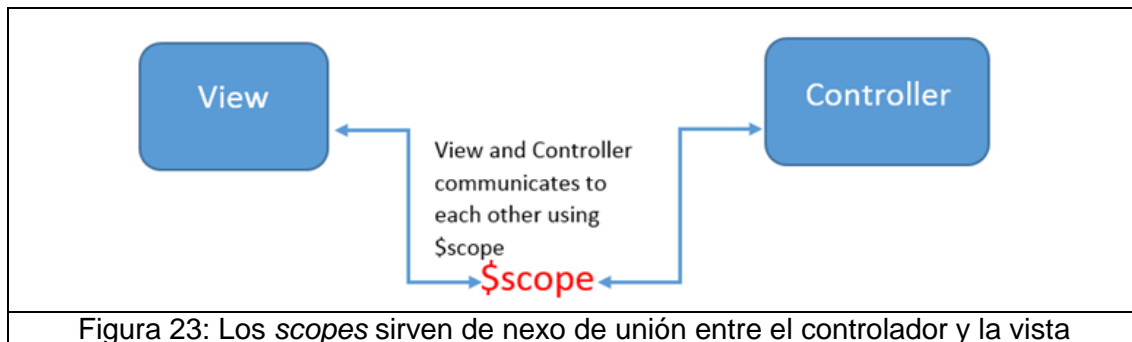 View
Controller
View and Controller
communicates to
each other using
$scope
$scope
Figura 23: Los scopes sirven de nexo de unión entre el controlador y la vista